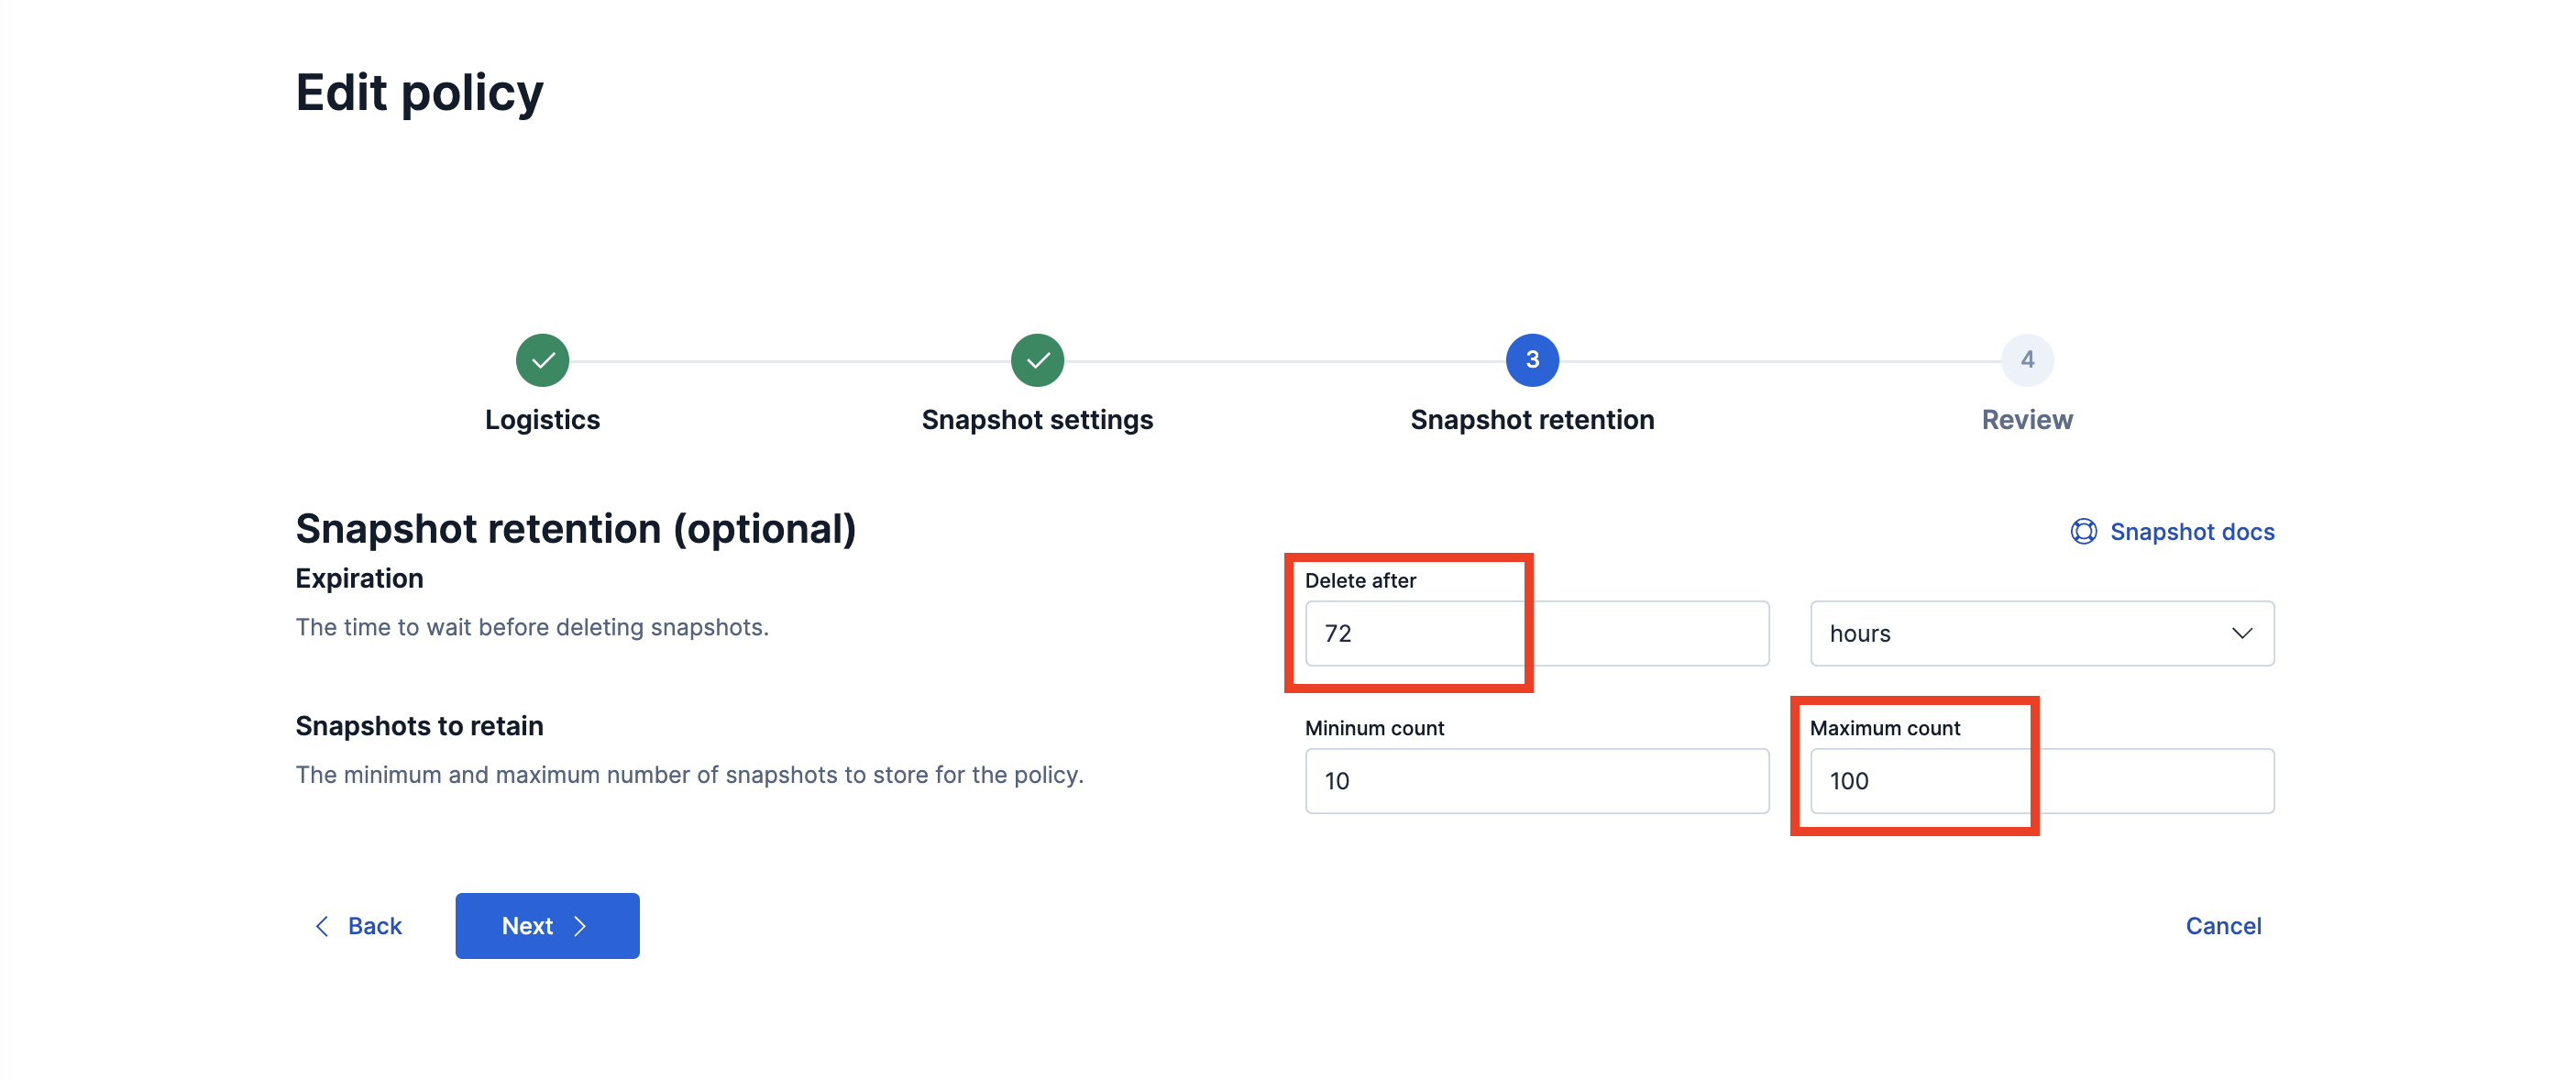 Edit policy
3
4
Logistics
Snapshot settings
Snapshot retention
Review
Snapshot retention (optional)
Snapshot docs
Expiration
The time to wait before deleting snapshots.
Delete after
72
hours
Snapshots to retain
The minimum and maximum number of snapshots to store for the policy.
Mininum count
10
Maximum count
100
Back
Next
Cancel